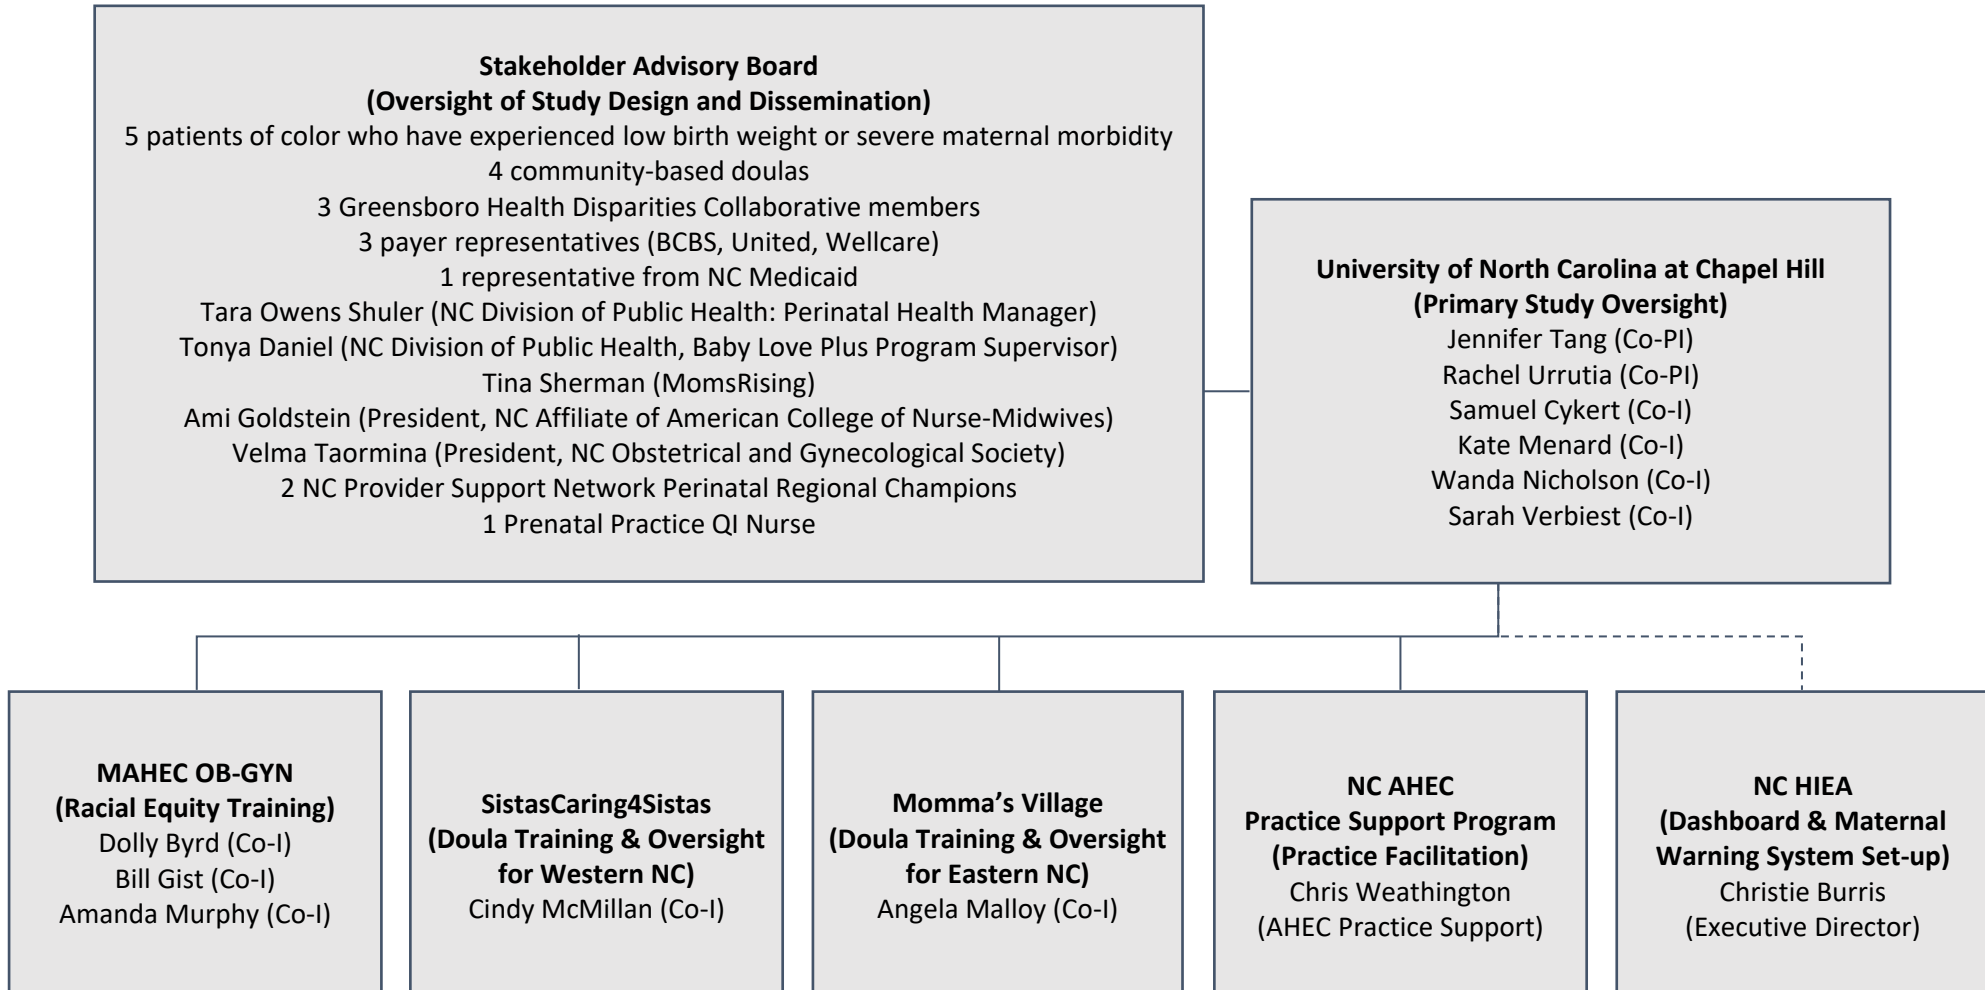 Stakeholder Advisory Board
(Oversight of Study Design and Dissemination)
5 patients of color who have experienced low birth weight or severe maternal morbidity
4 community-based doulas
3 Greensboro Health Disparities Collaborative members
3 payer representatives (BCBS, United, Wellcare)
1 representative from NC Medicaid
Tara Owens Shuler (NC Division of Public Health: Perinatal Health Manager)
Tonya Daniel (NC Division of Public Health, Baby Love Plus Program Supervisor)
Tina Sherman (MomsRising)
Ami Goldstein (President, NC Affiliate of American College of Nurse-Midwives)
Velma Taormina (President, NC Obstetrical and Gynecological Society)
2 NC Provider Support Network Perinatal Regional Champions
1 Prenatal Practice QI Nurse
University of North Carolina at Chapel Hill
(Primary Study Oversight)
Jennifer Tang (Co-PI)
Rachel Urrutia (Co-PI)
Samuel Cykert (Co-I)
Kate Menard (Co-I)
Wanda Nicholson (Co-I)
Sarah Verbiest (Co-I)
MAHEC OB-GYN
(Racial Equity Training)
Dolly Byrd (Co-I)
Bill Gist (Co-I)
Amanda Murphy (Co-I)
SistasCaring4Sistas
(Doula Training & Oversight
for Western NC)
Cindy McMillan (Co-I)
Momma's Village
(Doula Training & Oversight
for Eastern NC)
Angela Malloy (Co-I)
NC AHEC
Practice Support Program
(Practice Facilitation)
Chris Weathington
(AHEC Practice Support)
NC HIEA
(Dashboard & Maternal
Warning System Set-up)
Christie Burris
(Executive Director)